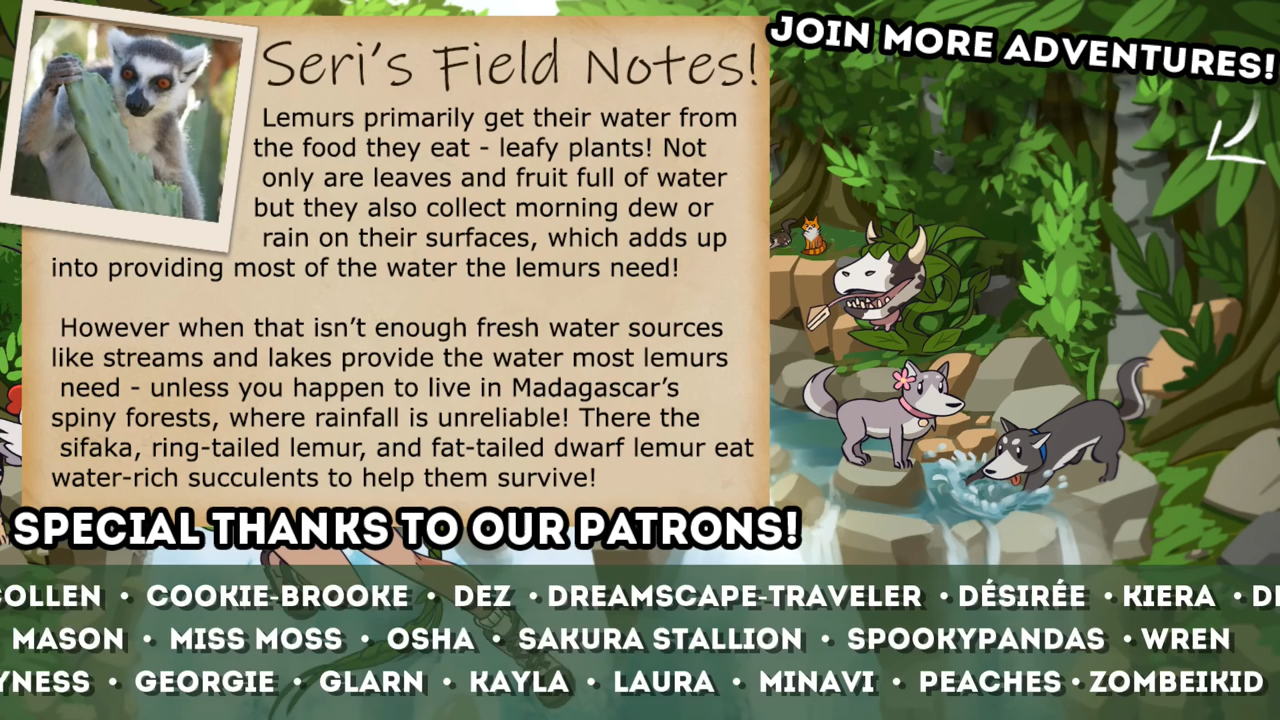 Seri's Field Notes!
Lemurs primarily get their water from
the food they eat - leafy plants! Not
only are leaves and fruit full of water
but they also collect morning dew or
rain on their surfaces, which adds up
into providing most of the water the lemurs need!
However when that isn't enough fresh water sources
like streams and lakes provide the water most lemurs
need - unless you happen to live in Madagascar's
spiny forests, where rainfall is unreliable! There the
sifaka, ring-tailed lemur, and fat-tailed dwarf lemur eat
water-rich succulents to help them survive!
JOIN MORE ADVENTURES!
SPECIAL THANKS TO OUR PATRONS!
OLLEN • COOKIE-BROOKE • DEZ • DREAMSCAPE-TRAVELER • DÉSIRÉE • KIERA •
MASON • MISS MOSS • OSHA • SAKURA STALLION • SPOOKYPANDAS • WREN
YNESS • GEORGIE • GLARN • KAYLA • LAURA • MINAVI • PEACHES • ZOMBEIKID